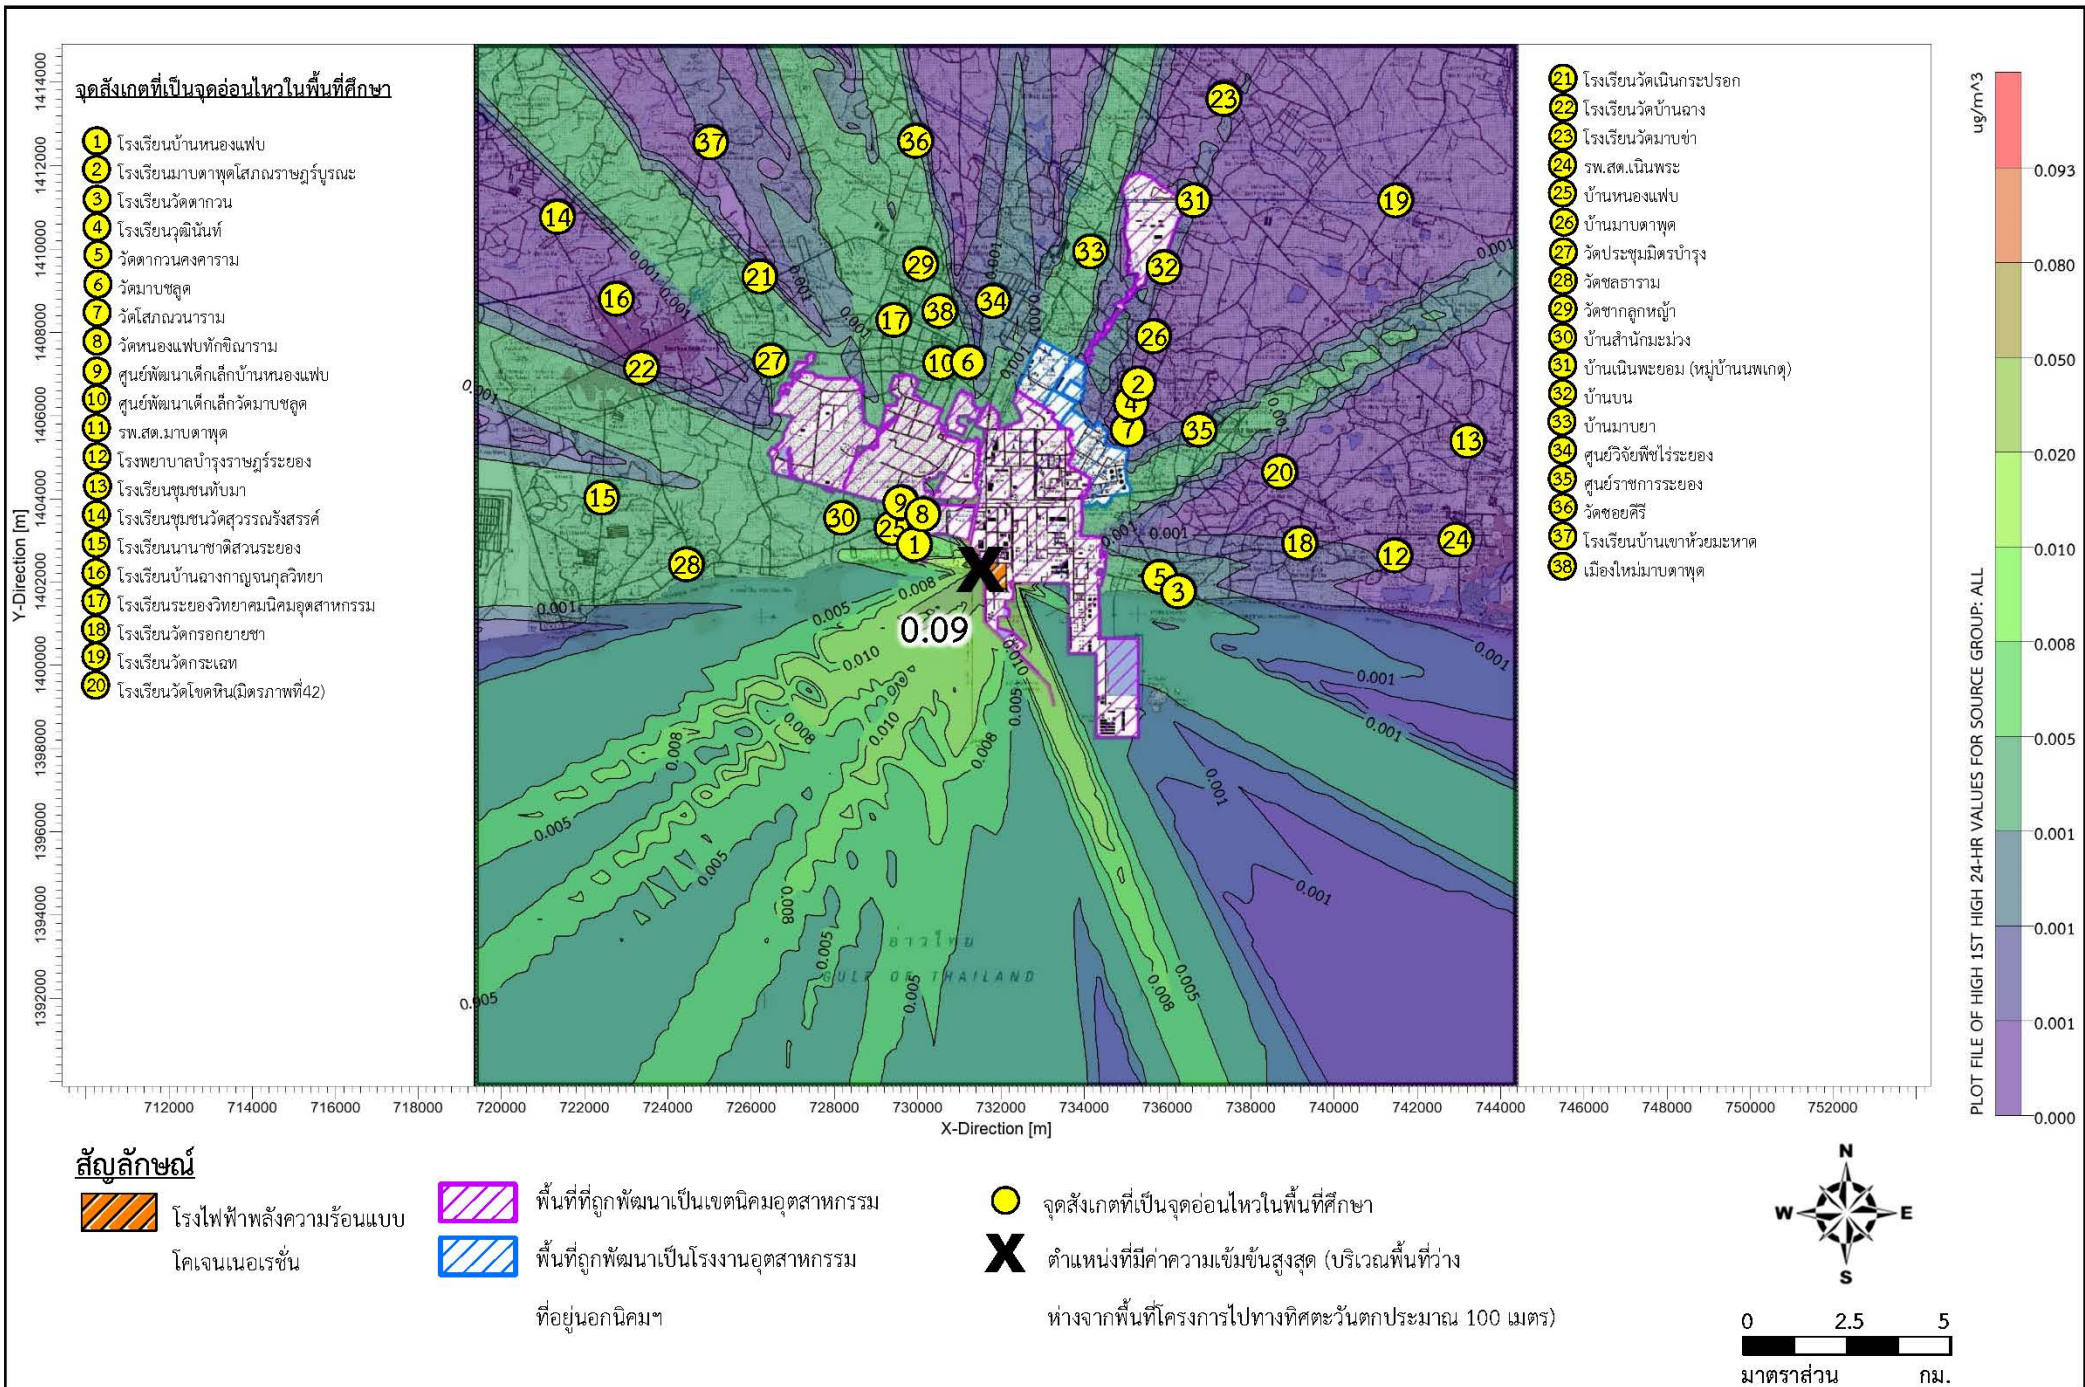 จุดสังเกตที่เป็นจุดอ่อนไหวในพื้นที่ศึกษา
1 โรงเรียนบ้านหนองแฟบ
2 โรงเรียนมาบตาพุดโสภณราษฎร์บูรณะ
3 โรงเรียนวัดตากวน
4 โรงเรียนวุฒินันท์
5 วัดตากวนคงคาราม
6 วัดมาบชลูด
7 วัดโสภณวนาราม
8 วัดหนองแฟบทักขิณาราม
9 ศูนย์พัฒนาเด็กเล็กบ้านหนองแฟบ
10 ศูนย์พัฒนาเด็กเล็กวัดมาบชลูด
11 รพ.สต.มาบตาพุด
12 โรงพยาบาลบำรุงราษฎร์ระยอง
13 โรงเรียนชุมชนทับมา
14 โรงเรียนชุมชนวัดสุวรรณรังสรรค์
15 โรงเรียนนานาชาติสวนระยอง
16 โรงเรียนบ้านฉางกาญจนกุลวิทยา
17 โรงเรียนระยองวิทยาคมนิคมอุตสาหกรรม
18 โรงเรียนวัดกรอกยายชา
19 โรงเรียนวัดกระเฉท
20 โรงเรียนวัดโขดหิน(มิตรภาพที่42)
21 โรงเรียนวัดเนินกระปรอก
22 โรงเรียนวัดบ้านฉาง
23 โรงเรียนวัดมาบข่า
24 รพ.สต.เนินพระ
25 บ้านหนองแฟบ
26 บ้านมาบตาพุด
27 วัดประชุมมิตรบำรุง
28 วัดชลธาราม
29 วัดชากลูกหญ้า
30 บ้านสำนักมะม่วง
31 บ้านเนินพะยอม (หมู่บ้านนพเกตุ)
32 บ้านบน
33 บ้านมาบยา
34 ศูนย์วิจัยพืชไร่ระยอง
35 ศูนย์ราชการระยอง
36 วัดซอยคีรี
37 โรงเรียนบ้านเขาห้วยมะหาด
38 เมืองใหม่มาบตาพุด
0.09
อ่าวไทย
GULF OF THAILAND
Y-Direction [m]
1414000
1412000
1410000
1408000
1406000
1404000
1402000
1400000
1398000
1396000
1394000
1392000
712000 714000 716000 718000 720000 722000 724000 726000 728000 730000 732000 734000 736000 738000 740000 742000 744000 746000 748000 750000 752000
X-Direction [m]
ug/m^3
0.093
0.080
0.050
0.020
0.010
0.008
0.005
0.001
0.001
0.001
0.000
PLOT FILE OF HIGH 1ST HIGH 24-HR VALUES FOR SOURCE GROUP: ALL
สัญลักษณ์
โรงไฟฟ้าพลังความร้อนแบบ
โคเจนเนอเรชั่น
พื้นที่ที่ถูกพัฒนาเป็นเขตนิคมอุตสาหกรรม
พื้นที่ถูกพัฒนาเป็นโรงงานอุตสาหกรรม
ที่อยู่นอกนิคมฯ
จุดสังเกตที่เป็นจุดอ่อนไหวในพื้นที่ศึกษา
X ตำแหน่งที่มีค่าความเข้มข้นสูงสุด (บริเวณพื้นที่ว่าง
ห่างจากพื้นที่โครงการไปทางทิศตะวันตกประมาณ 100 เมตร)
N
W E
S
0 2.5 5
มาตราส่วน กม.